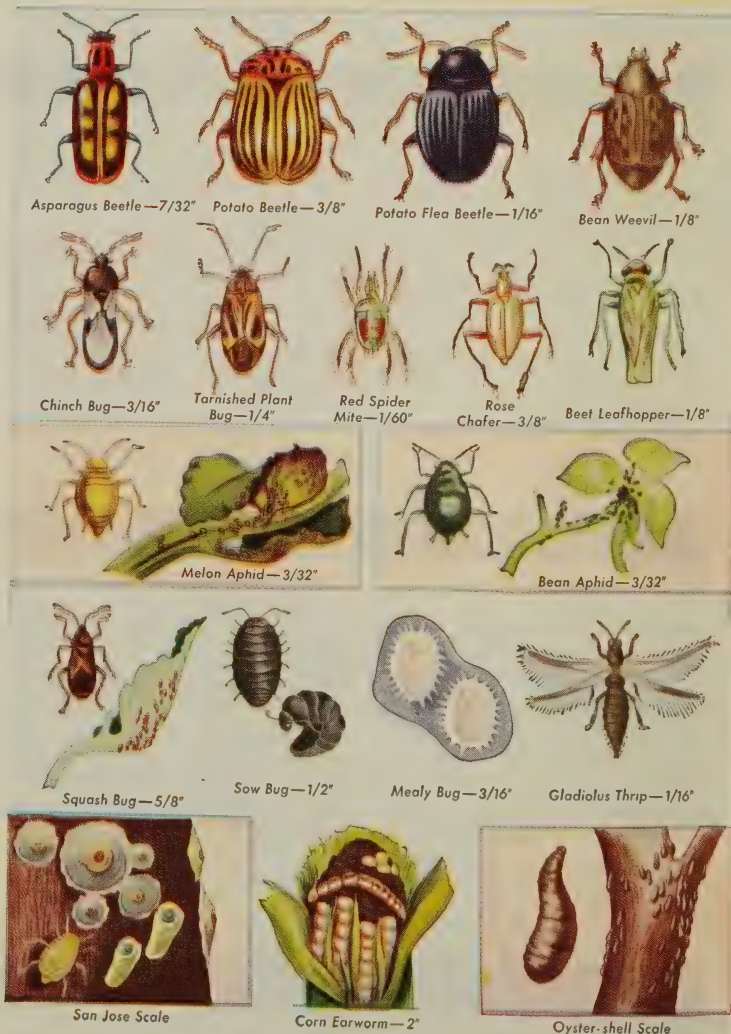 Asparagus Beetle—7/32"
Potato Beetle—3/8"
Potato Flea Beetle—1/16"
Bean Weevil—1/8"
Chinch Bug—3/16"
Tarnished Plant
Bug—1/4"
Red Spider
Mite—1/60"
Rose
Chafer—3/8"
Beet Leafhopper—1/8"
Melon Aphid—3/32"
Bean Aphid—3/32"
Squash Bug—5/8"
Sow Bug—1/2"
Mealy Bug—3/16"
Gladiolus Thrip—1/16"
San Jose Scale
Corn Earworm—2"
Oyster-shell Scale